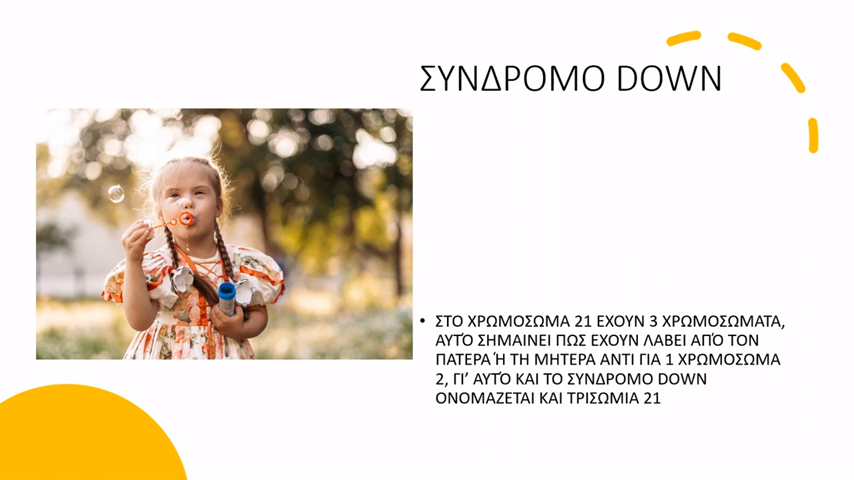 ΣΥΝΔΡΟΜΟ DOWN
• ΣΤΟ ΧΡΩΜΟΣΩΜΑ 21 ΕΧΟΥΝ 3 ΧΡΩΜΟΣΩΜΑΤΑ,
ΑΥΤΌ ΣΗΜΑΙΝΕΙ ΠΩΣ ΕΧΟΥΝ ΛΑΒΕΙ ΑΠΌ ΤΟΝ
ΠΑΤΕΡΑ Ή ΤΗ ΜΗΤΕΡΑ ΑΝΤΙ ΓΙΑ 1 ΧΡΩΜΟΣΩΜΑ
2, ΓΙ’ ΑΥΤΌ ΚΑΙ ΤΟ ΣΥΝΔΡΟΜΟ DOWN
ΟΝΟΜΑΖΕΤΑΙ ΚΑΙ ΤΡΙΣΩΜΙΑ 21